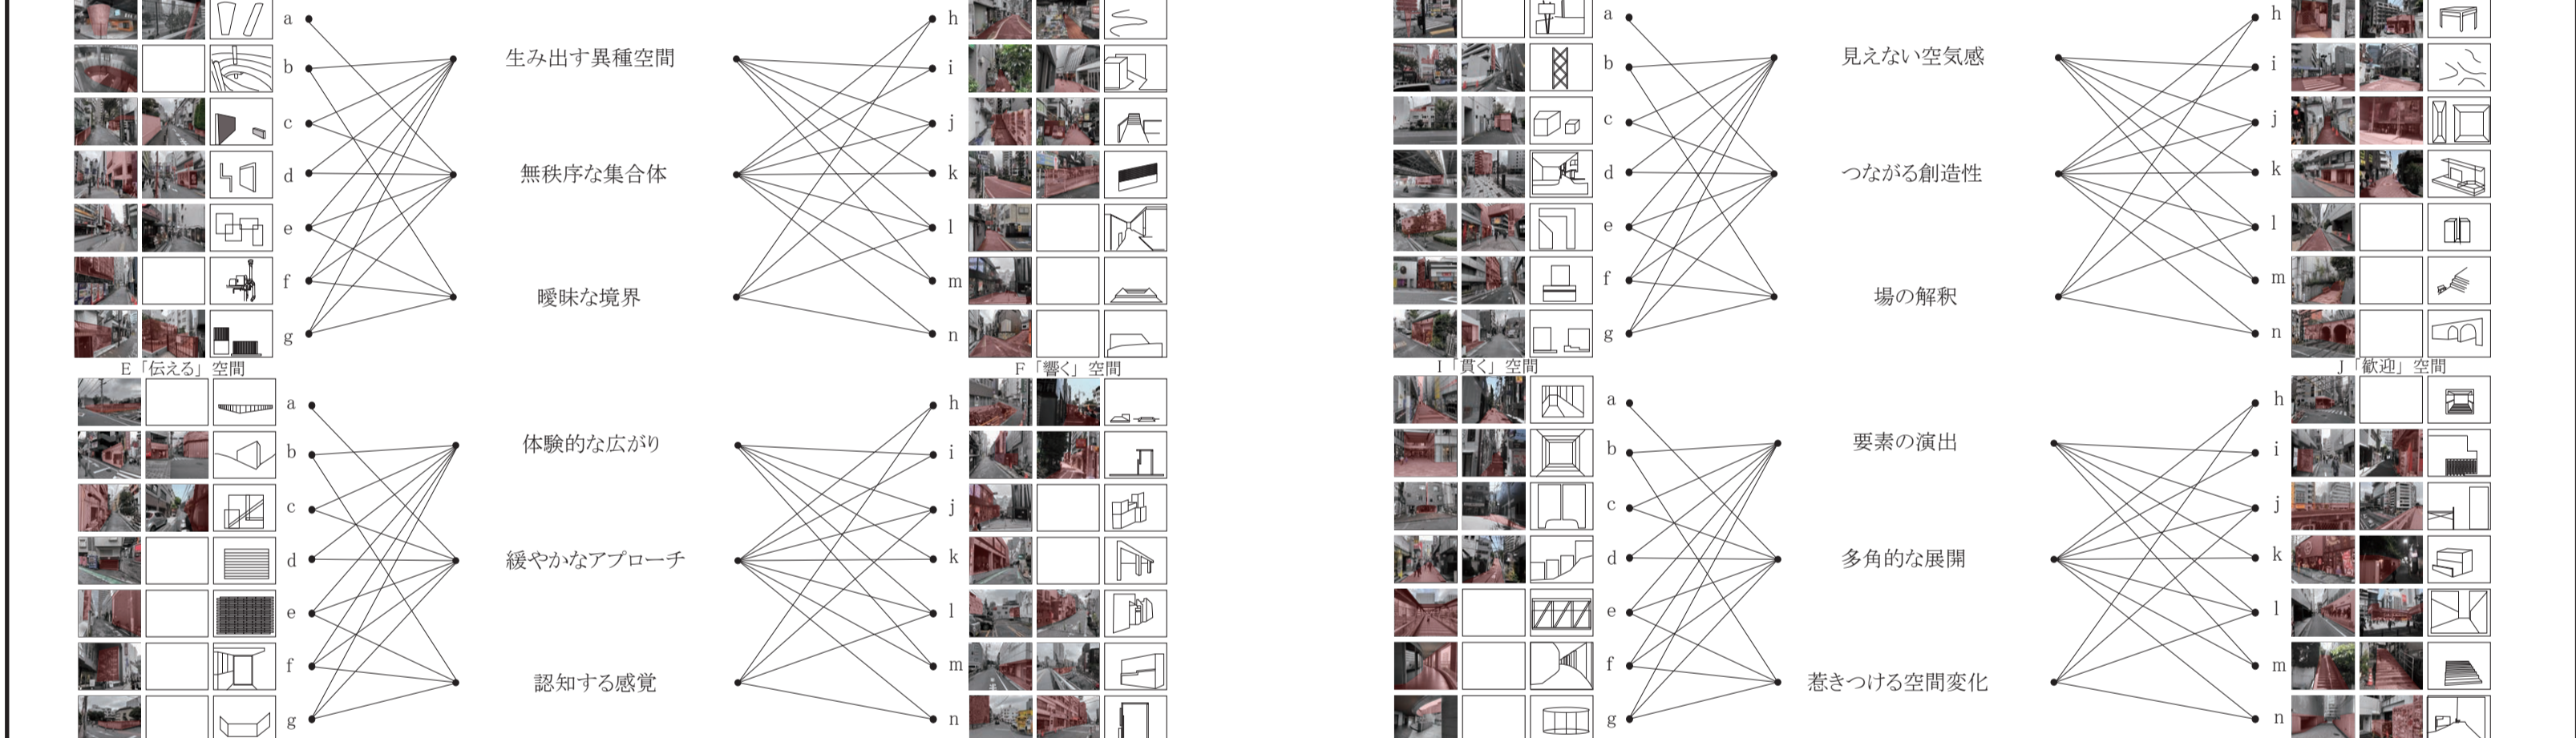 a
b
c
d
e
f
g
生み出す異種空間
無秩序な集合体
曖昧な境界
h
i
j
k
l
m
n
a
b
c
d
e
f
g
見えない空気感
つながる創造性
場の解釈
h
i
j
k
l
m
n
E「伝える」空間
F「響く」空間
I「貫く」空間
J「歓迎」空間
a
b
c
d
e
f
g
体験的な広がり
緩やかなアプローチ
認知する感覚
h
i
j
k
l
m
n
a
b
c
d
e
f
g
要素の演出
多角的な展開
惹きつける空間変化
h
i
j
k
l
m
n